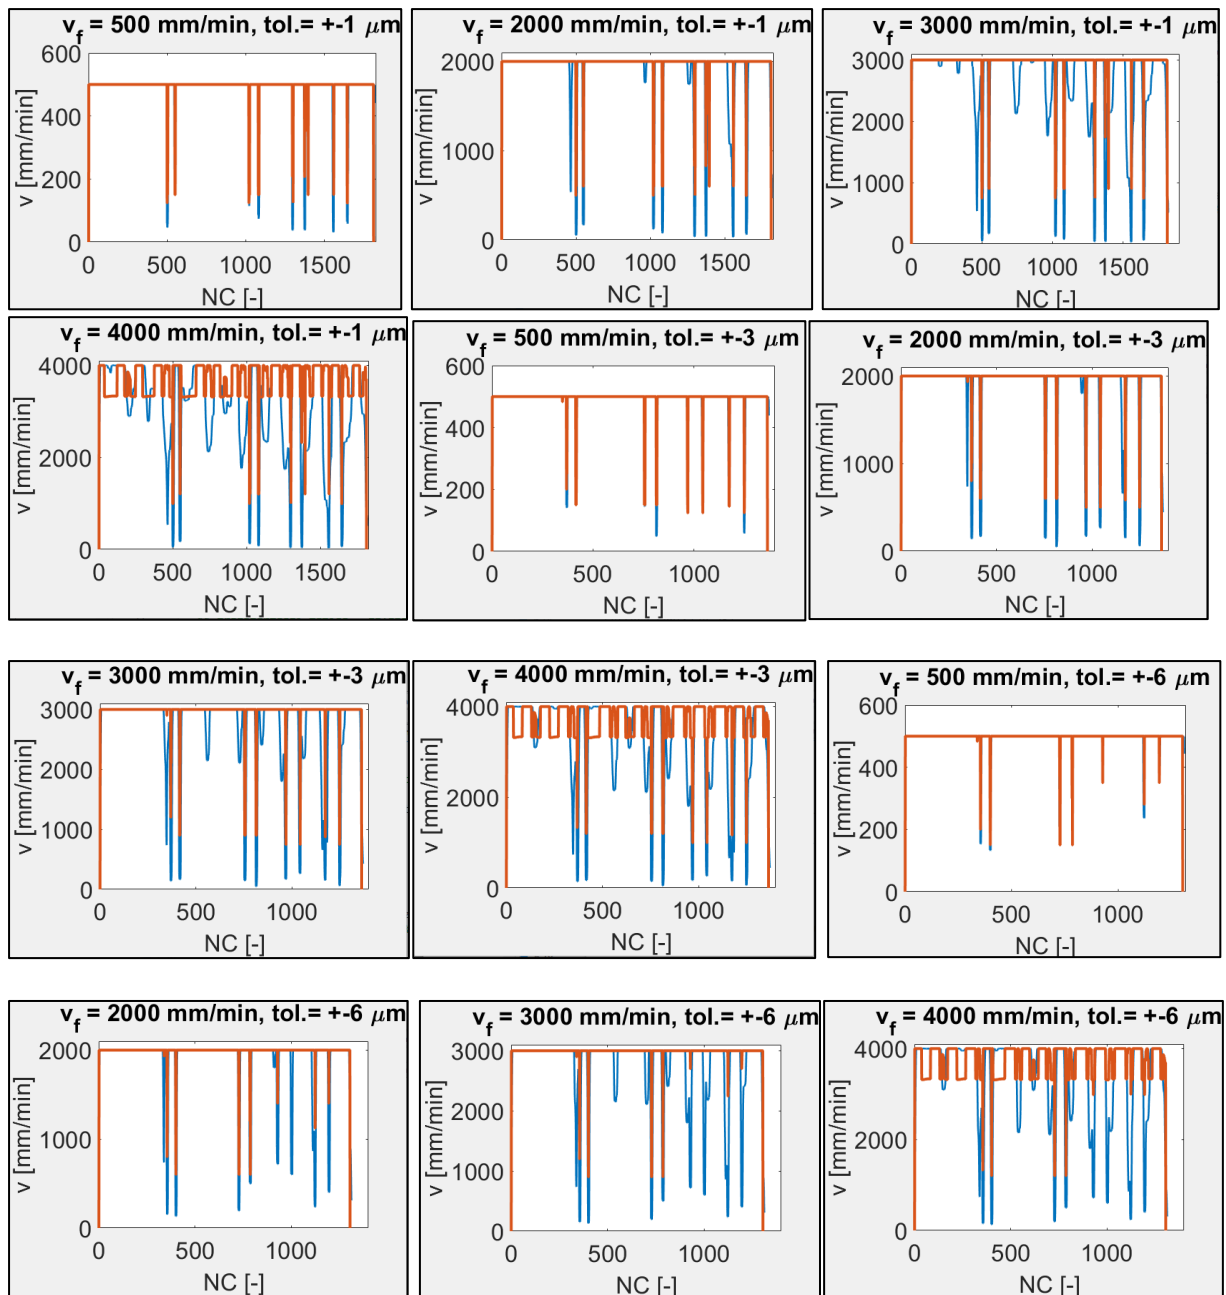 v_f = 500 mm/min, tol.= +-1 μm
600
400
200
0
v [mm/min]
0 500 1000 1500
NC [-]
v_f = 2000 mm/min, tol.= +-1 μm
2000
1000
0
v [mm/min]
0 500 1000 1500
NC [-]
v_f = 3000 mm/min, tol.= +-1 μm
3000
2000
1000
0
v [mm/min]
0 500 1000 1500
NC [-]
v_f = 4000 mm/min, tol.= +-1 μm
4000
2000
0
v [mm/min]
0 500 1000 1500
NC [-]
v_f = 500 mm/min, tol.= +-3 μm
600
400
200
0
v [mm/min]
0 500 1000
NC [-]
v_f = 2000 mm/min, tol.= +-3 μm
2000
1000
0
v [mm/min]
0 500 1000
NC [-]
v_f = 3000 mm/min, tol.= +-3 μm
3000
2000
1000
0
v [mm/min]
0 500 1000
NC [-]
v_f = 4000 mm/min, tol.= +-3 μm
4000
2000
0
v [mm/min]
0 500 1000
NC [-]
v_f = 500 mm/min, tol.= +-6 μm
600
400
200
0
v [mm/min]
0 500 1000
NC [-]
v_f = 2000 mm/min, tol.= +-6 μm
2000
1000
0
v [mm/min]
0 500 1000
NC [-]
v_f = 3000 mm/min, tol.= +-6 μm
3000
2000
1000
0
v [mm/min]
0 500 1000
NC [-]
v_f = 4000 mm/min, tol.= +-6 μm
4000
2000
0
v [mm/min]
0 500 1000
NC [-]